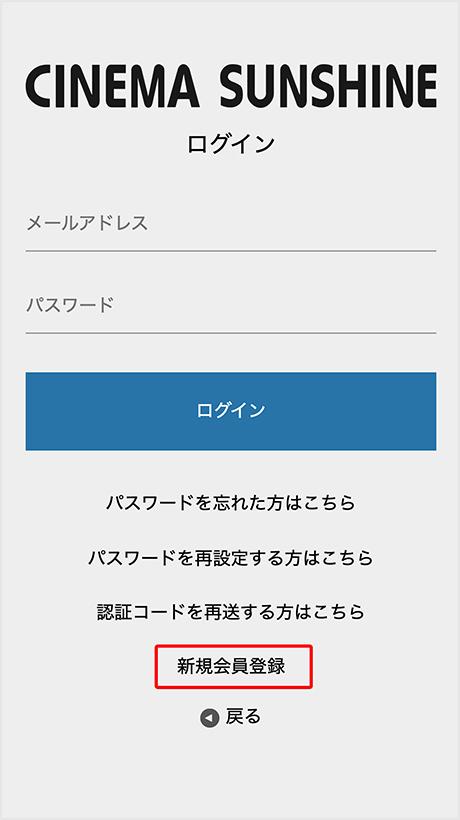 CINEMA SUNSHINE
ログイン
メールアドレス
パスワード
ログイン
パスワードを忘れた方はこちら
パスワードを再設定する方はこちら
認証コードを再送する方はこちら
新規会員登録
戻る